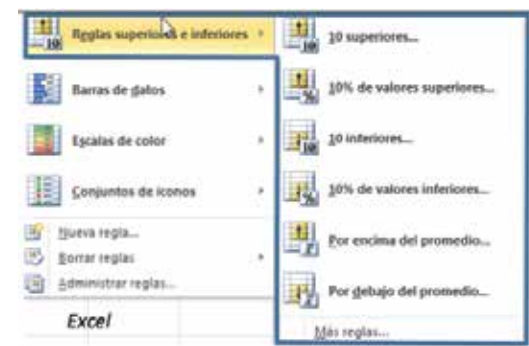 Reglas superiores e inferiores
Barras de datos
Escalas de color
Conjuntos de iconos
Nueva regla...
Borrar reglas
Administrar reglas...
Excel
10 superiores...
10% de valores superiores...
10 inferiores...
10% de valores inferiores...
Por encima del promedio...
Por debajo del promedio...
Más reglas...